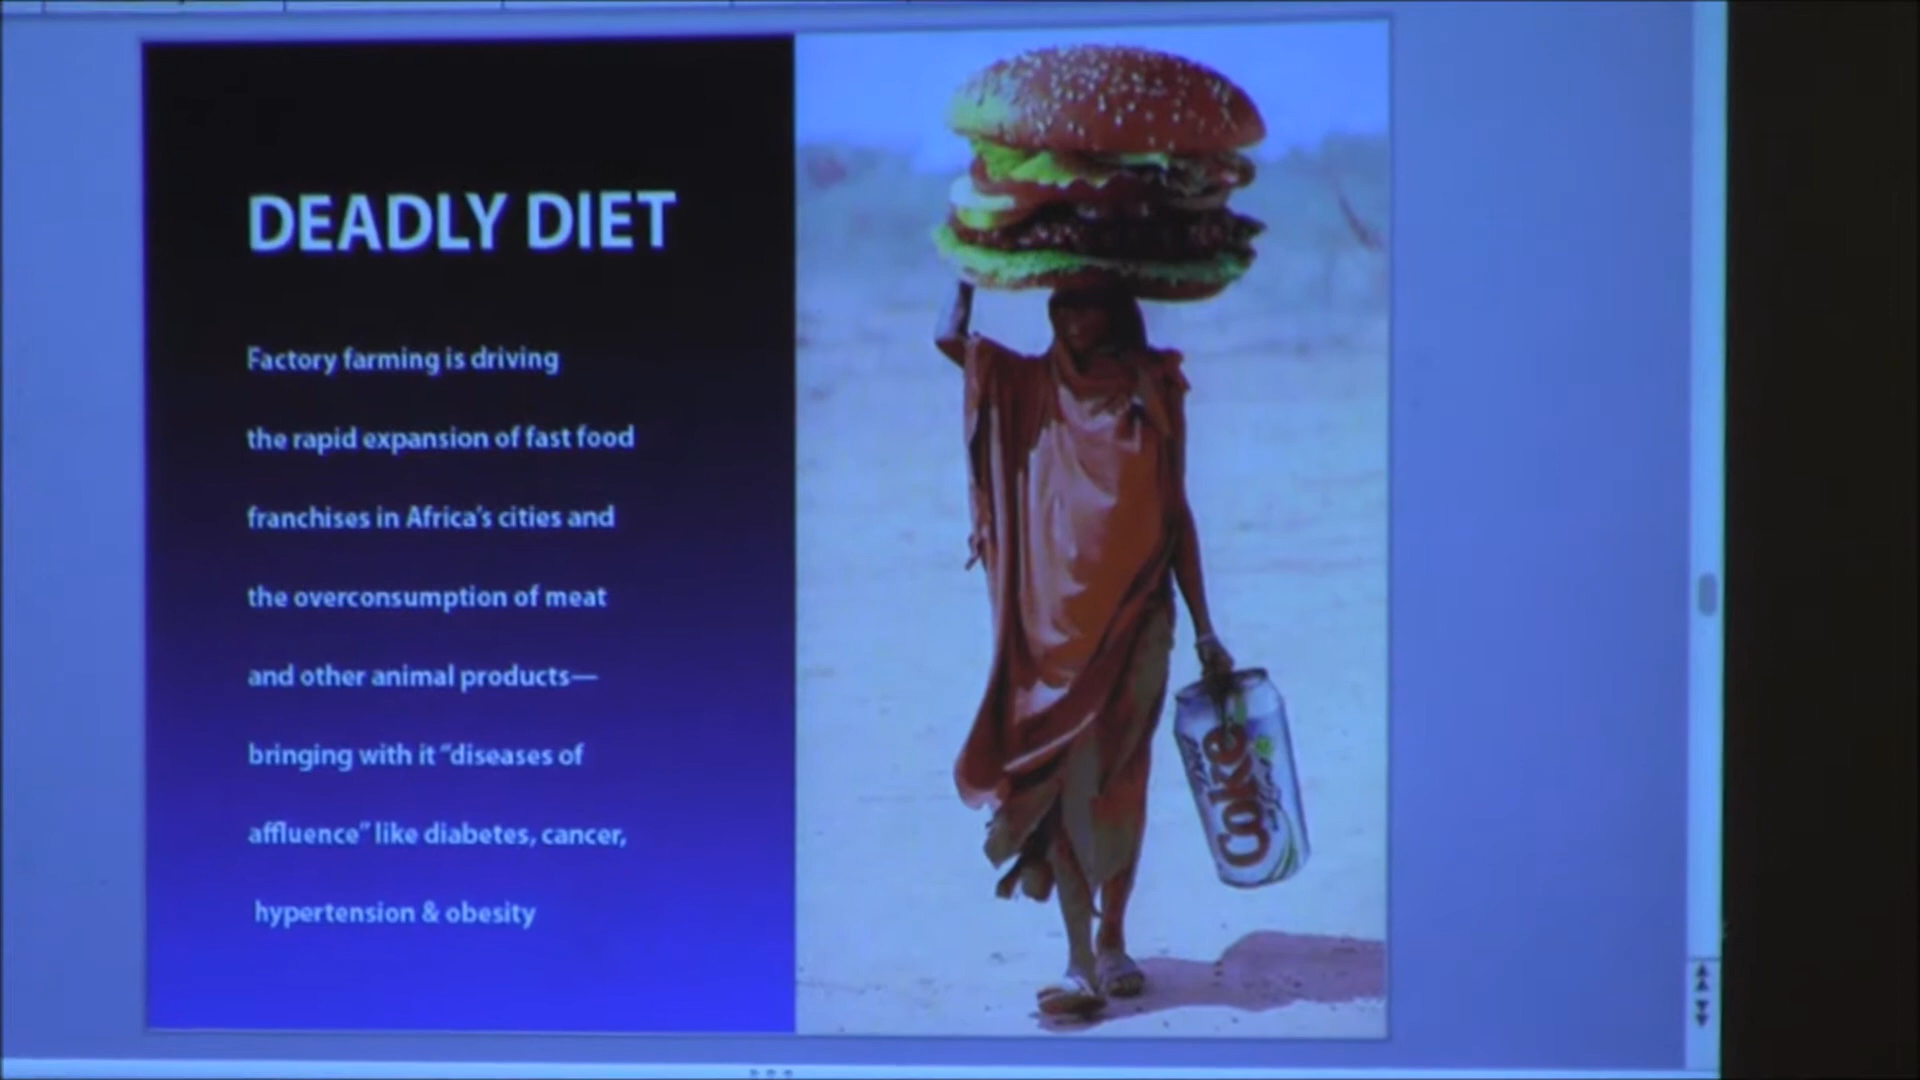 DEADLY DIET
Factory farming is driving
the rapid expansion of fast food
franchises in Africa's cities and
the overconsumption of meat
and other animal products—
bringing with it “diseases of
affluence” like diabetes, cancer,
hypertension & obesity
Coke